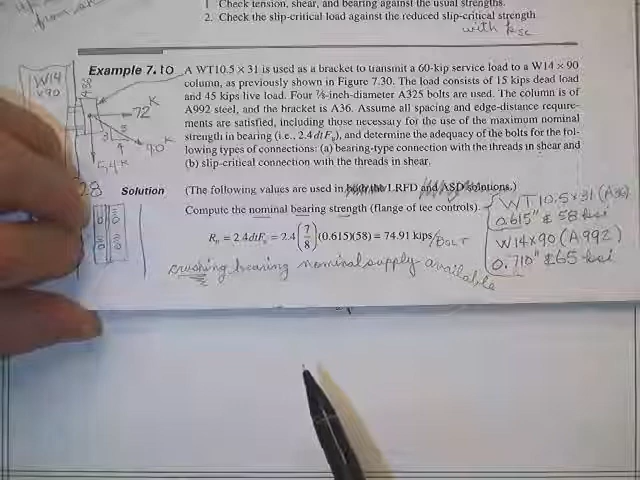 1. Check tension, shear, and bearing against the usual strengths.
2. Check the slip-critical load against the reduced slip-critical strength
with ksc
W14
x90
Example 7.10 A WT10.5 × 31 is used as a bracket to transmit a 60-kip service load to a W14 × 90
column, as previously shown in Figure 7.30. The load consists of 15 kips dead load
and 45 kips live load. Four 7/8-inch-diameter A325 bolts are used. The column is of
A992 steel, and the bracket is A36. Assume all spacing and edge-distance require-
ments are satisfied, including those necessary for the use of the maximum nominal
strength in bearing (i.e., 2.4dtFu), and determine the adequacy of the bolts for the fol-
lowing types of connections: (a) bearing-type connection with the threads in shear and
(b) slip-critical connection with the threads in shear.
72K
3
4
90K
54K
28
Solution (The following values are used in LRFD and ASD solutions.)
Compute the nominal bearing strength (flange of tee controls).
Rn = 2.4dtFu = 2.4(7/8)(0.615)(58) = 74.91 kips/BOLT
crushing bearing nominal supply available
WT10.5×31 (A36)
0.615" & 58 ksi
W14×90 (A992)
0.710" & 65 ksi